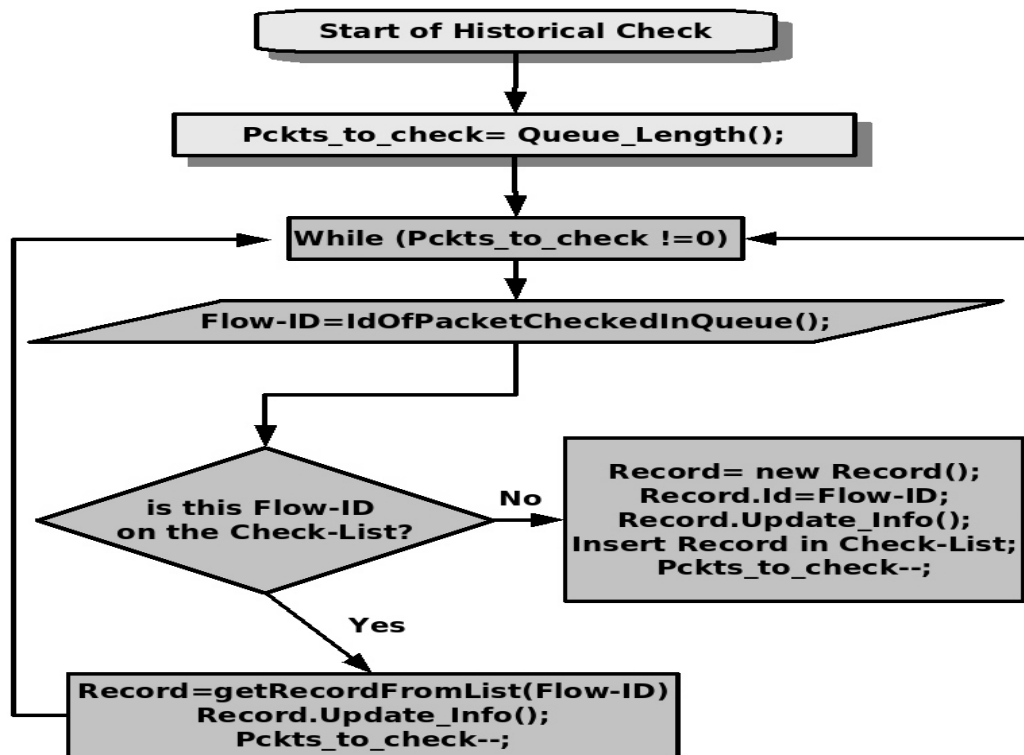 Start of Historical Check
Pckts_to_check= Queue_Length();
While (Pckts_to_check !=0)
Flow-ID=IdOfPacketCheckedInQueue();
is this Flow-ID
on the Check-List?
No
Record= new Record();
Record.Id=Flow-ID;
Record.Update_Info();
Insert Record in Check-List;
Pckts_to_check--;
Yes
Record=getRecordFromList(Flow-ID)
Record.Update_Info();
Pckts_to_check--;